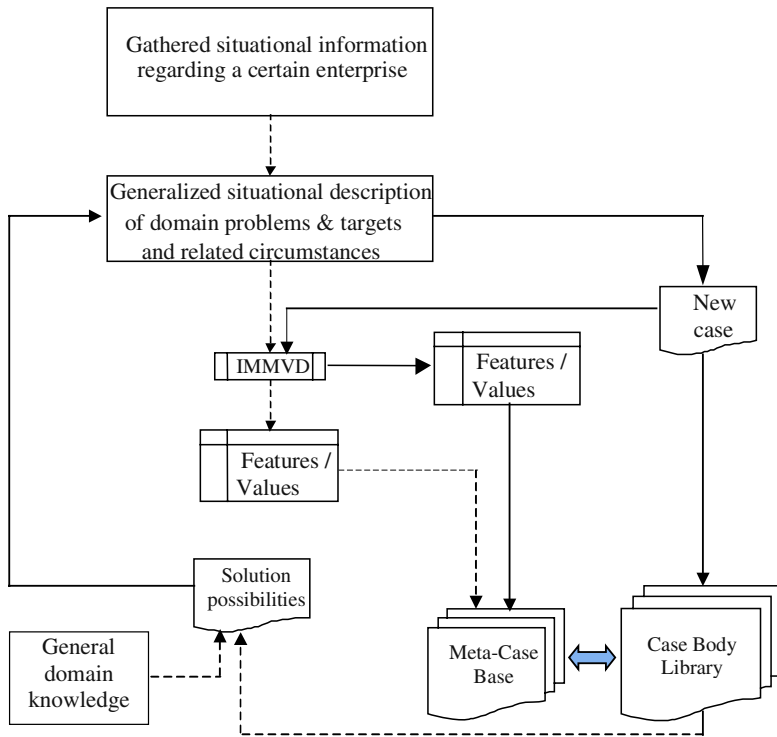 Gathered situational information
regarding a certain enterprise
Generalized situational description
of domain problems & targets
and related circumstances
New
case
IMMVD
Features /
Values
Features /
Values
Solution
possibilities
General
domain
knowledge
Meta-Case
Base
Case Body
Library